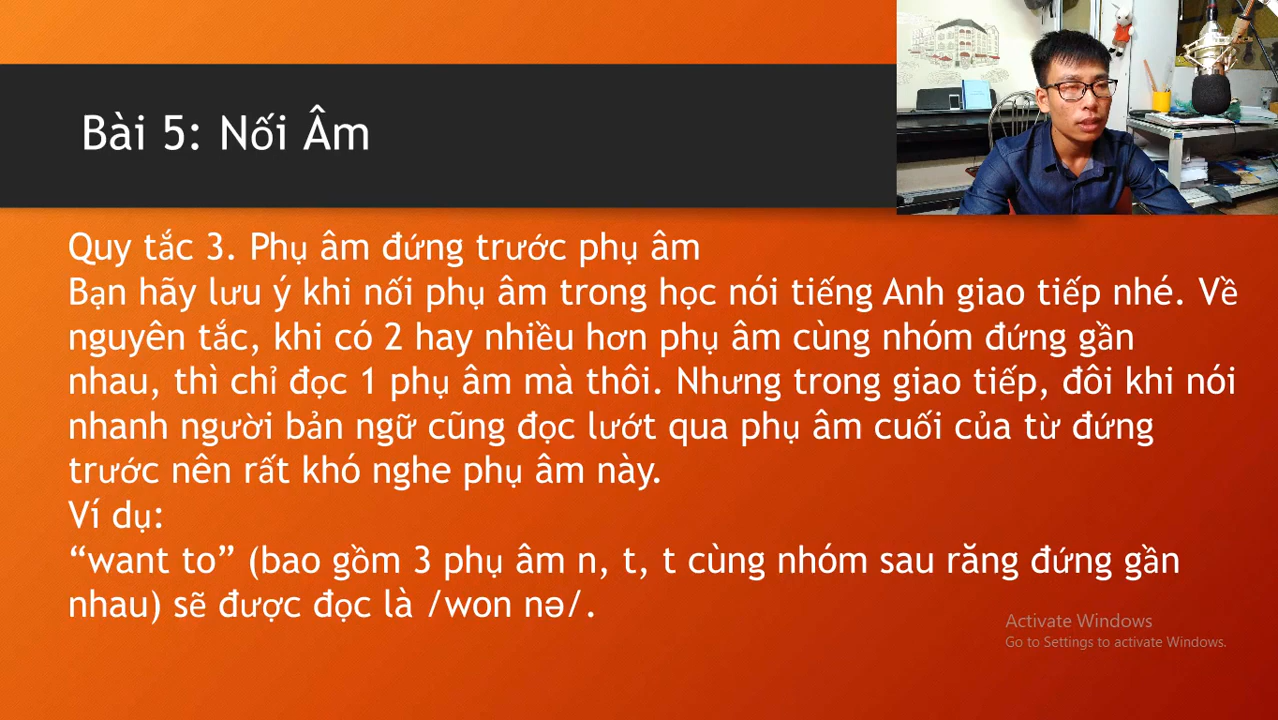 Bài 5: Nối Âm
Quy tắc 3. Phụ âm đứng trước phụ âm
Bạn hãy lưu ý khi nối phụ âm trong học nói tiếng Anh giao tiếp nhé. Về
nguyên tắc, khi có 2 hay nhiều hơn phụ âm cùng nhóm đứng gần
nhau, thì chỉ đọc 1 phụ âm mà thôi. Nhưng trong giao tiếp, đôi khi nói
nhanh người bản ngữ cũng đọc lướt qua phụ âm cuối của từ đứng
trước nên rất khó nghe phụ âm này.
Ví dụ:
“want to” (bao gồm 3 phụ âm n, t, t cùng nhóm sau răng đứng gần
nhau) sẽ được đọc là /won nə/.
Activate Windows
Go to Settings to activate Windows.